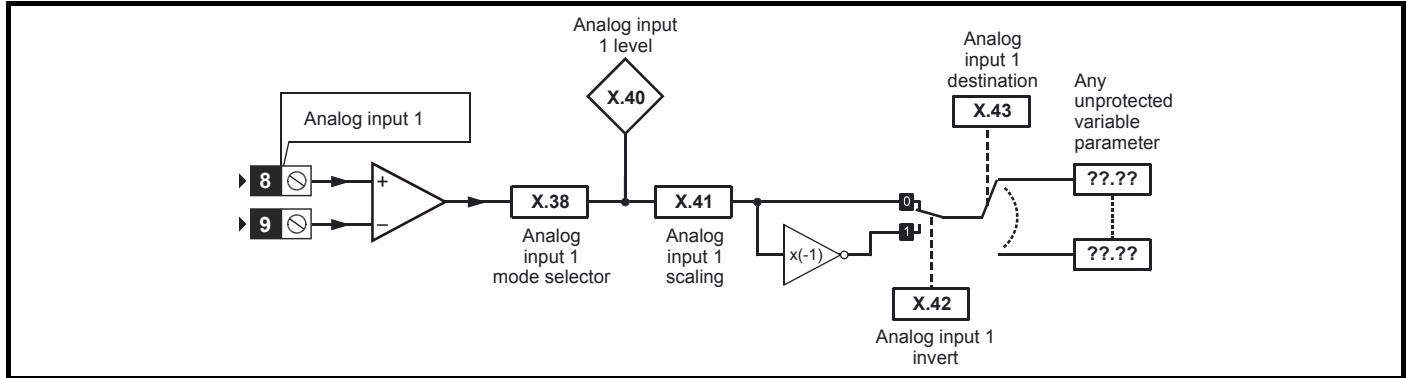 Analog input
1 level
X.40
Analog
input 1
destination
X.43
Any
unprotected
variable
parameter
Analog input 1
8
+
9
–
X.38
Analog
input 1
mode selector
X.41
Analog
input 1
scaling
x(-1)
0
1
X.42
Analog input 1
invert
??.??
??.??